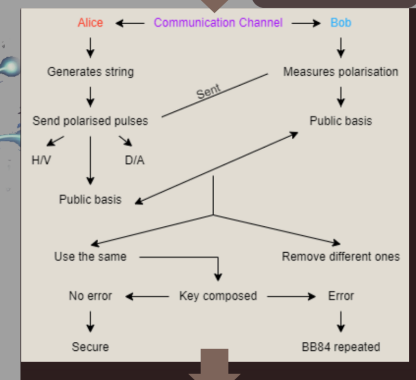 Alice Communication Channel Bob
Generates string Measures polarisation
Sent
Send polarised pulses Public basis
H/V D/A
Public basis
Use the same Remove different ones
No error Key composed Error
Secure BB84 repeated